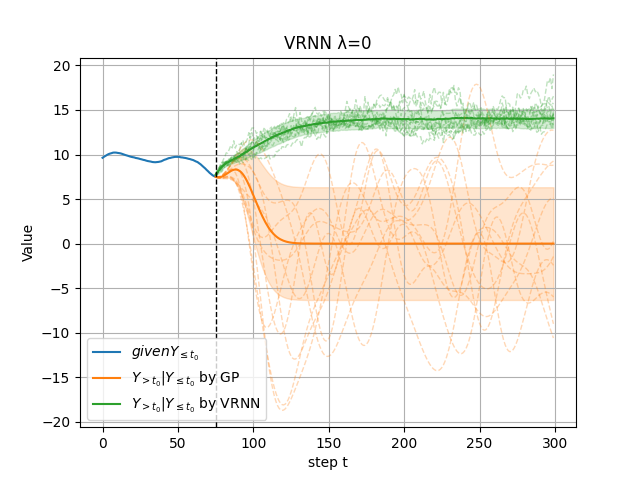 VRNN λ=0
20
15
10
5
0
−5
−10
−15
−20
Value
givenY≤t₀
Y>t₀|Y≤t₀ by GP
Y>t₀|Y≤t₀ by VRNN
0 50 100 150 200 250 300
step t